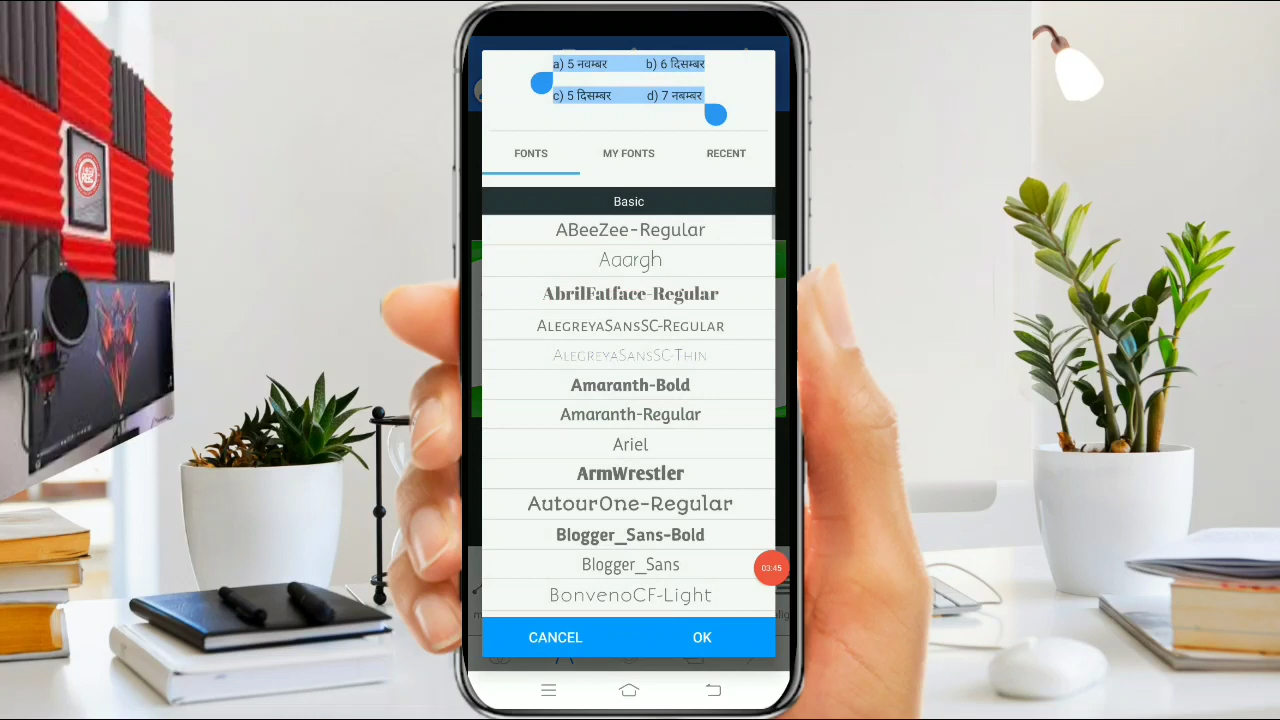 a) 5 नवम्बर b) 6 दिसम्बर
c) 5 दिसम्बर d) 7 नबम्बर
FONTS MY FONTS RECENT
Basic
ABeeZee-Regular
Aaargh
AbrilFatface-Regular
AlegreyaSansSC-Regular
AlegreyaSansSC-Thin
Amaranth-Bold
Amaranth-Regular
Ariel
ArmWrestler
AutourOne-Regular
Blogger_Sans-Bold
Blogger_Sans
03:45
BonvenoCF-Light
CANCEL OK